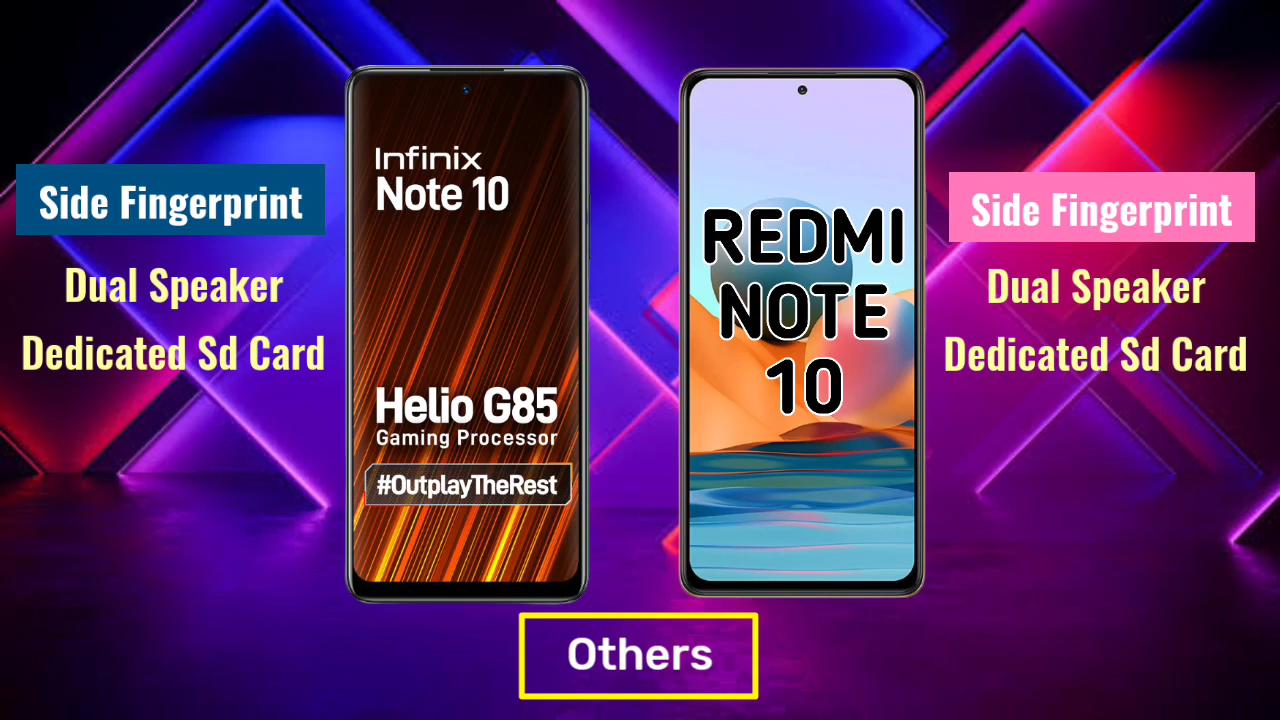 Side Fingerprint
Dual Speaker
Dedicated Sd Card
Infinix
Note 10
Helio G85
Gaming Processor
#OutplayTheRest
REDMI
NOTE
10
Side Fingerprint
Dual Speaker
Dedicated Sd Card
Others